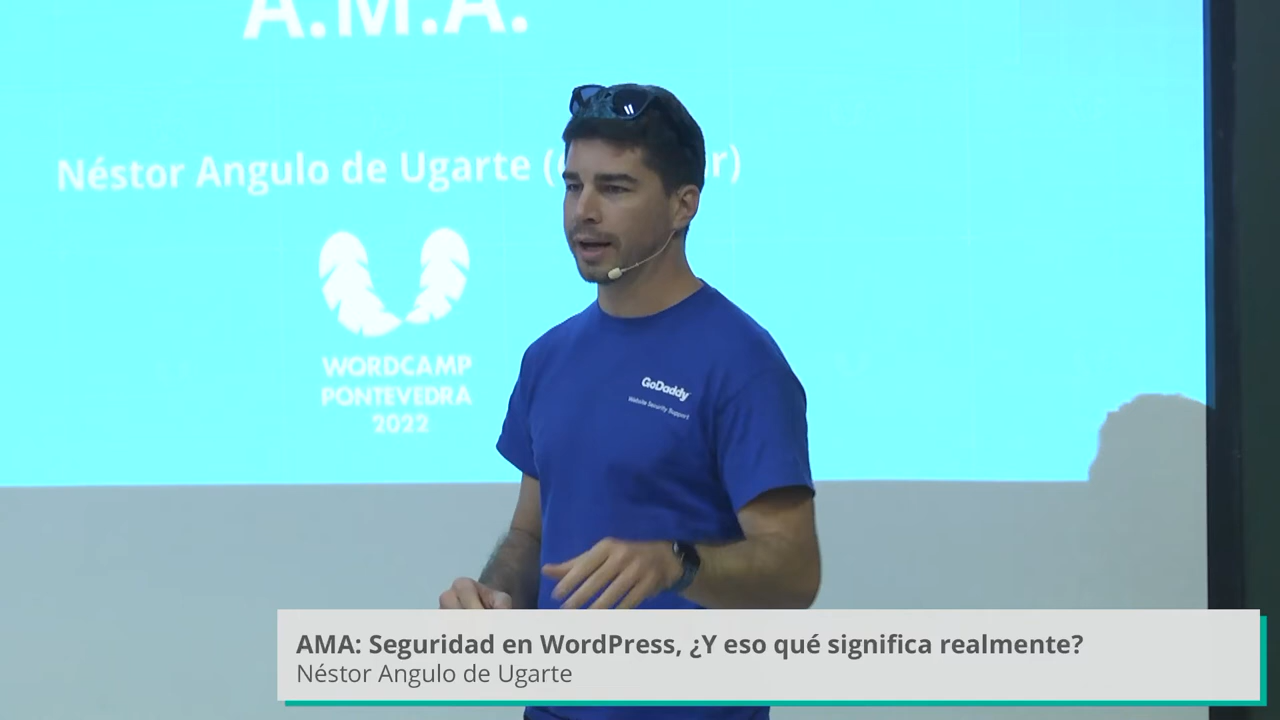 A.M.A.
Néstor Angulo de Ugarte (
r)
WORDCAMP
PONTEVEDRA
2022
GoDaddy
Website Security Support
AMA: Seguridad en WordPress, ¿Y eso qué significa realmente?
Néstor Angulo de Ugarte